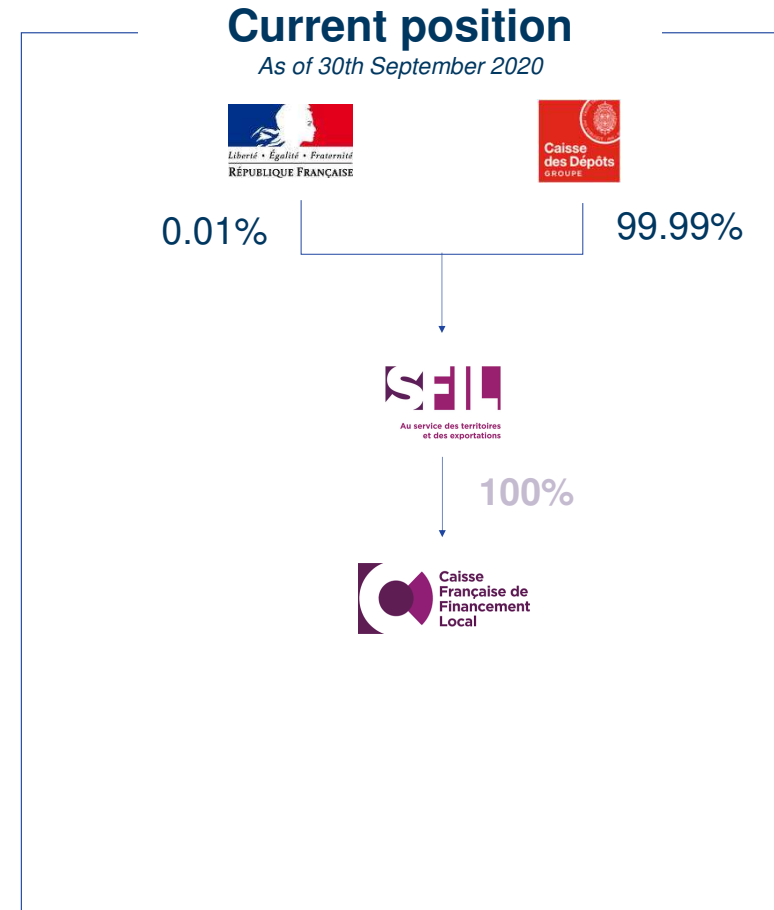 Current position
As of 30th September 2020
Liberté • Égalité • Fraternité
RÉPUBLIQUE FRANÇAISE
Caisse
des Dépôts
GROUPE
0.01%
99.99%
SFIL
Au service des territoires
et des exportations
100%
Caisse
Française de
Financement
Local